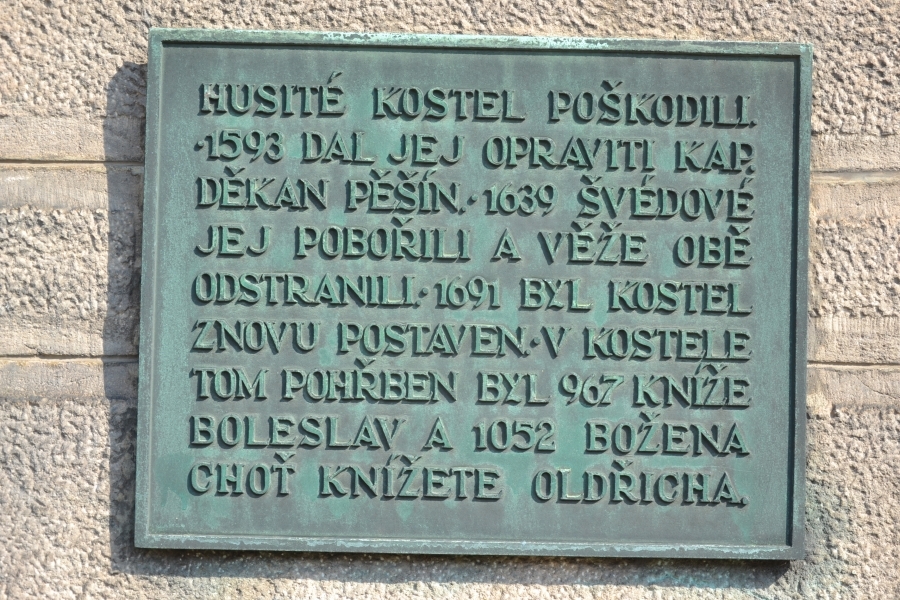 HUSITÉ KOSTEL POŠKODILI.
·1593 DAL JEJ OPRAVITI KAP.
DĚKAN PĚŠÍN.·1639 ŠVÉDOVÉ
JEJ POBOŘILI A VĚŽE OBĚ
ODSTRANILI.·1691 BYL KOSTEL
ZNOVU POSTAVEN.·V KOSTELE
TOM POHŘBEN BYL 967 KNÍŽE
BOLESLAV A 1052 BOŽENA
CHOŤ KNÍŽETE OLDŘICHA.